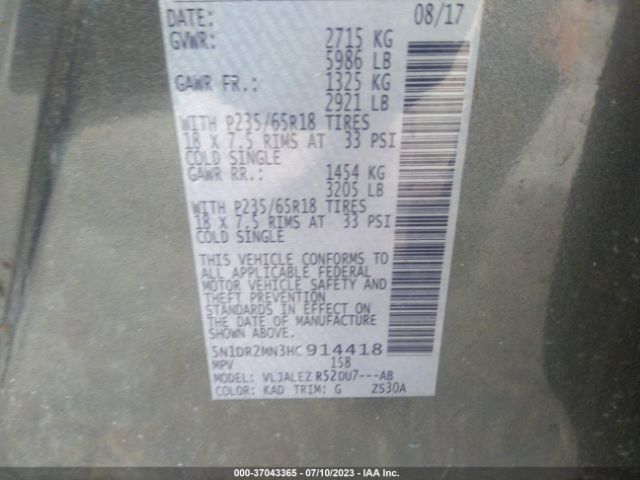 DATE: 08/17
GVWR: 2715 KG
5986 LB
GAWR FR.: 1325 KG
2921 LB
WITH P235/65R18 TIRES
18 X 7.5 RIMS AT 33 PSI
COLD SINGLE
GAWR RR.: 1454 KG
3205 LB
WITH P235/65R18 TIRES
18 X 7.5 RIMS AT 33 PSI
COLD SINGLE
THIS VEHICLE CONFORMS TO
ALL APPLICABLE FEDERAL
MOTOR VEHICLE SAFETY AND
THEFT PREVENTION
STANDARDS IN EFFECT ON
THE DATE OF MANUFACTURE
5N1DR2MN3HC914418
MPV 158
MODEL: VLJALEZ R52DU7---AB
COLOR: KAD TRIM: G ZS30A
000-37043365 / 07/10/2023 - IAA Inc.